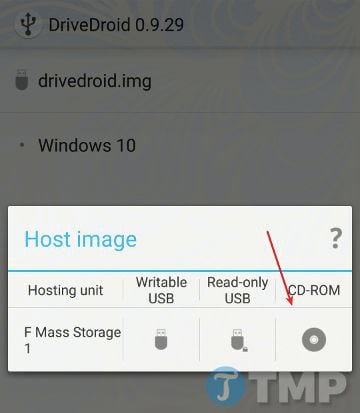 DriveDroid 0.9.29
drivedroid.img
Windows 10
Host image ?
Hosting unit
Writable
USB
Read-only
USB
CD-ROM
F Mass Storage
1
TMP